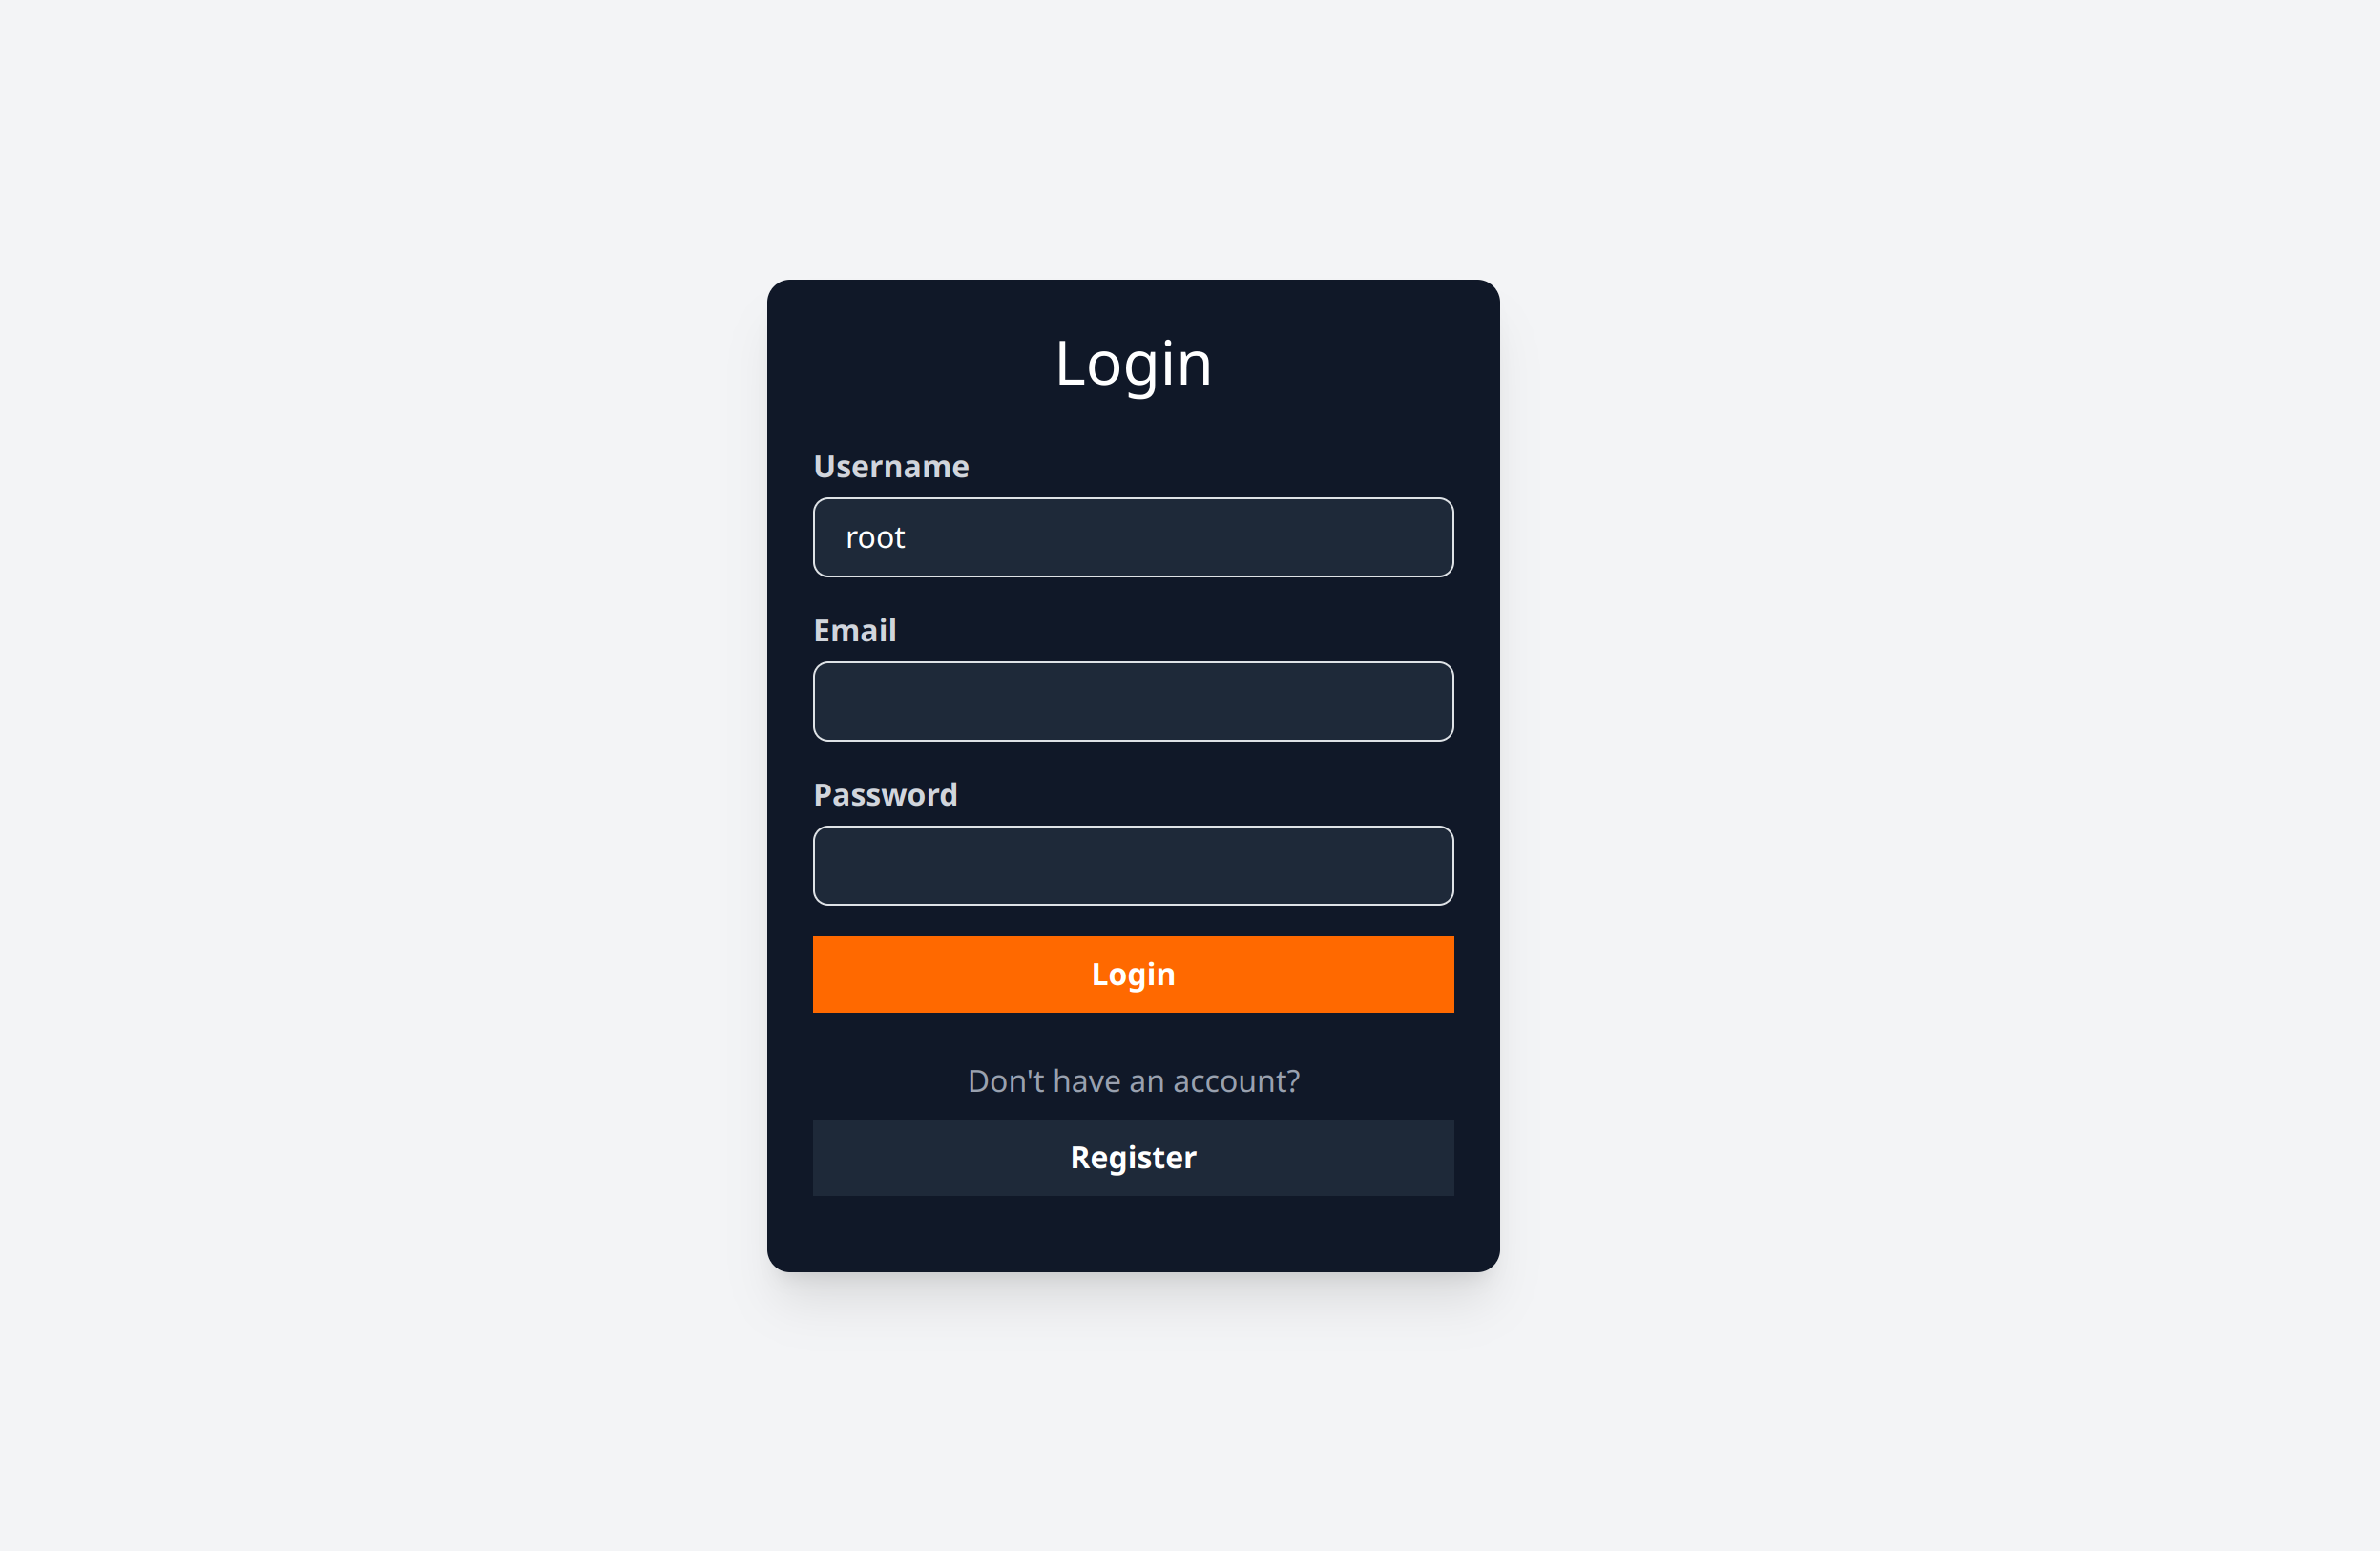 Login
Username
root
Email
Password
Login
Don't have an account?
Register